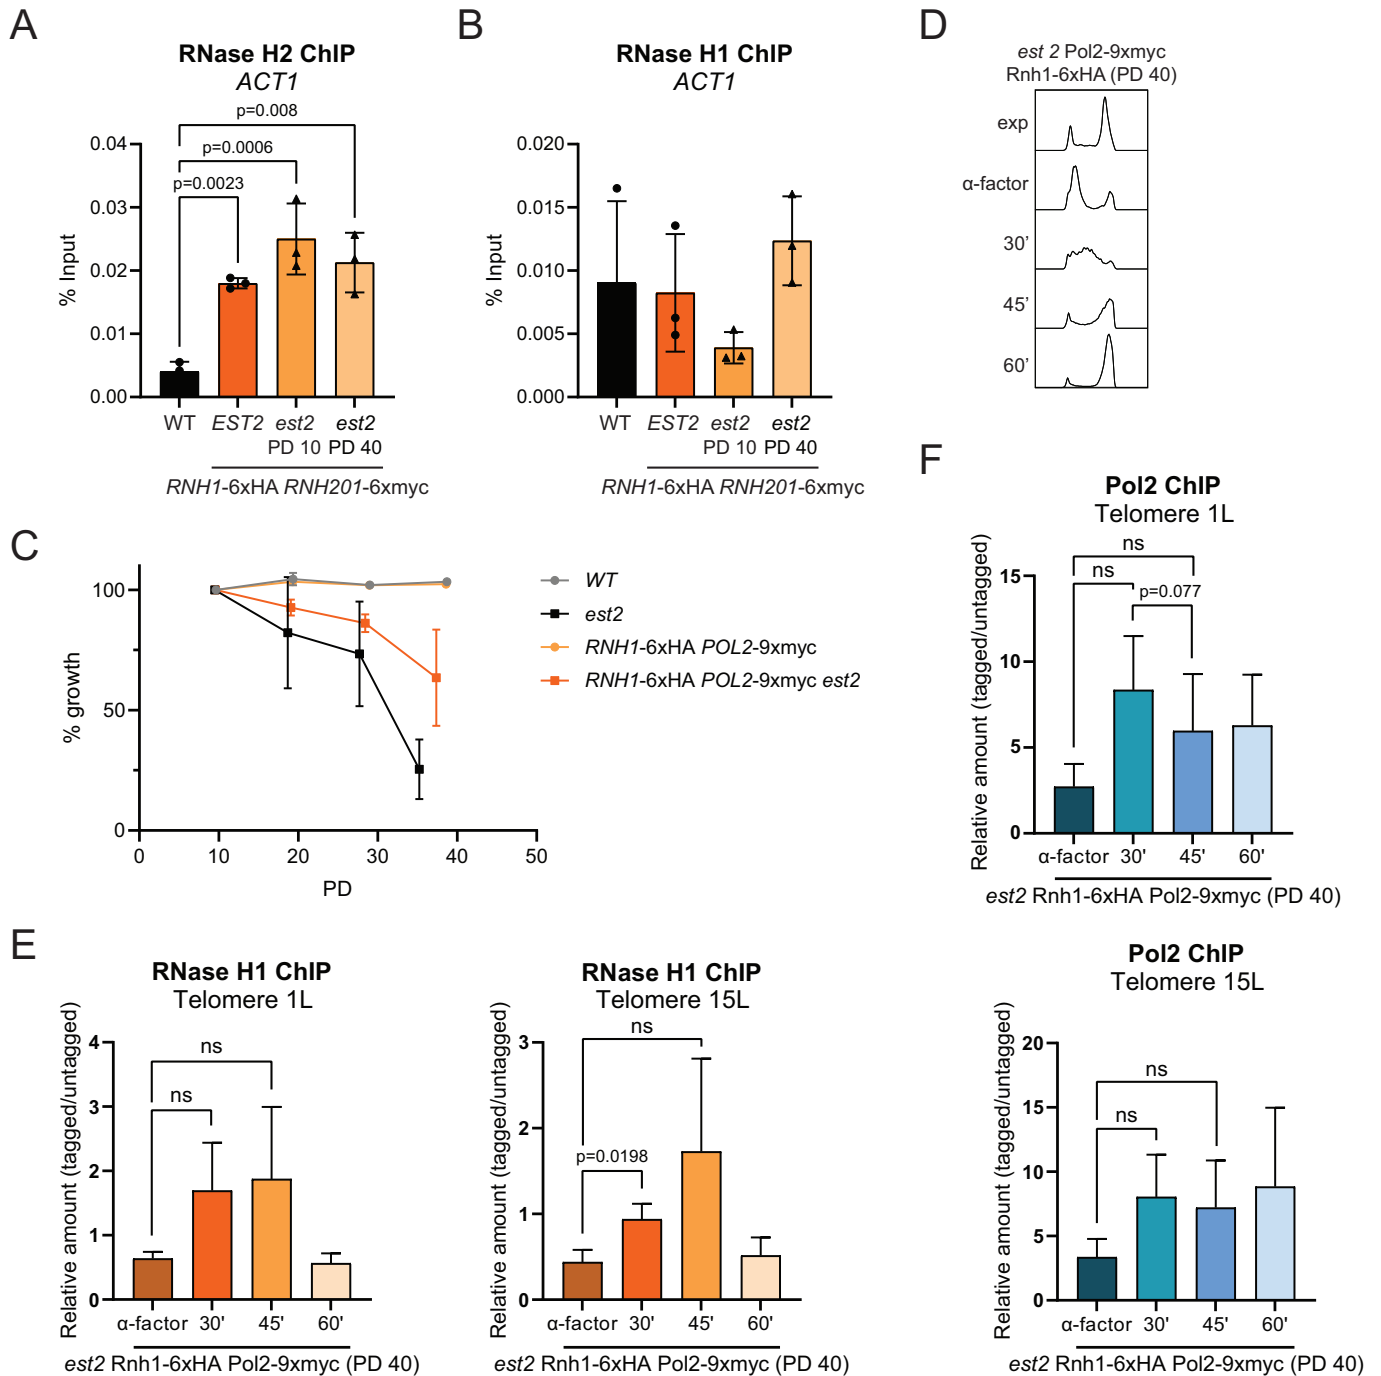 A
RNase H2 ChIP
ACT1
p=0.008
p=0.0006
p=0.0023
% Input
0.04
0.03
0.02
0.01
0.00
WT
EST2
est2
PD 10
est2
PD 40
RNH1-6xHA RNH201-6xmyc
B
RNase H1 ChIP
ACT1
% Input
0.020
0.015
0.010
0.005
0.000
WT
EST2
est2
PD 10
est2
PD 40
RNH1-6xHA RNH201-6xmyc
D
est 2 Pol2-9xmyc
Rnh1-6xHA (PD 40)
exp
α-factor
30'
45'
60'
C
% growth
100
50
0
0
10
20
30
40
50
PD
WT
est2
RNH1-6xHA POL2-9xmyc
RNH1-6xHA POL2-9xmyc est2
F
Pol2 ChIP
Telomere 1L
ns
ns
p=0.077
Relative amount (tagged/untagged)
15
10
5
0
α-factor
30'
45'
60'
est2 Rnh1-6xHA Pol2-9xmyc (PD 40)
E
RNase H1 ChIP
Telomere 1L
ns
ns
Relative amount (tagged/untagged)
4
3
2
1
0
α-factor
30'
45'
60'
est2 Rnh1-6xHA Pol2-9xmyc (PD 40)
RNase H1 ChIP
Telomere 15L
ns
p=0.0198
Relative amount (tagged/untagged)
3
2
1
0
α-factor
30'
45'
60'
est2 Rnh1-6xHA Pol2-9xmyc (PD 40)
Pol2 ChIP
Telomere 15L
ns
ns
Relative amount (tagged/untagged)
20
15
10
5
0
α-factor
30'
45'
60'
est2 Rnh1-6xHA Pol2-9xmyc (PD 40)